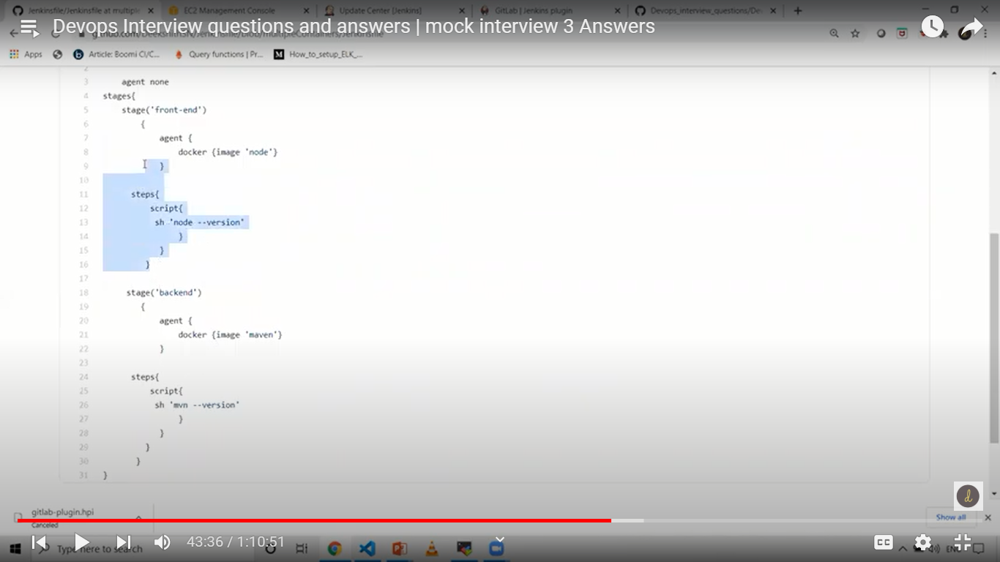 Jenkinsfile/Jenkinsfile at multiple
EC2 Management Console
Update Center [Jenkins]
GitLab | Jenkins plugin
Devops_interview_questions/De
Devops Interview questions and answers | mock interview 3 Answers
Apps
Article: Boomi CI/C...
Query functions | Pr...
M
How_to_setup_ELK_...
2
3 agent none
4 stages{
5 stage('front-end')
6 {
7 agent {
8 docker {image 'node'}
9 }
10
11 steps{
12 script{
13 sh 'node --version'
14 }
15 }
16 }
17
18 stage('backend')
19 {
20 agent {
21 docker {image 'maven'}
22 }
23
24 steps{
25 script{
26 sh 'mvn --version'
27 }
28 }
29 }
30 }
31 }
d
gitlab-plugin.hpi
Canceled
Show all
Type here to search
43:36 / 1:10:51
CC